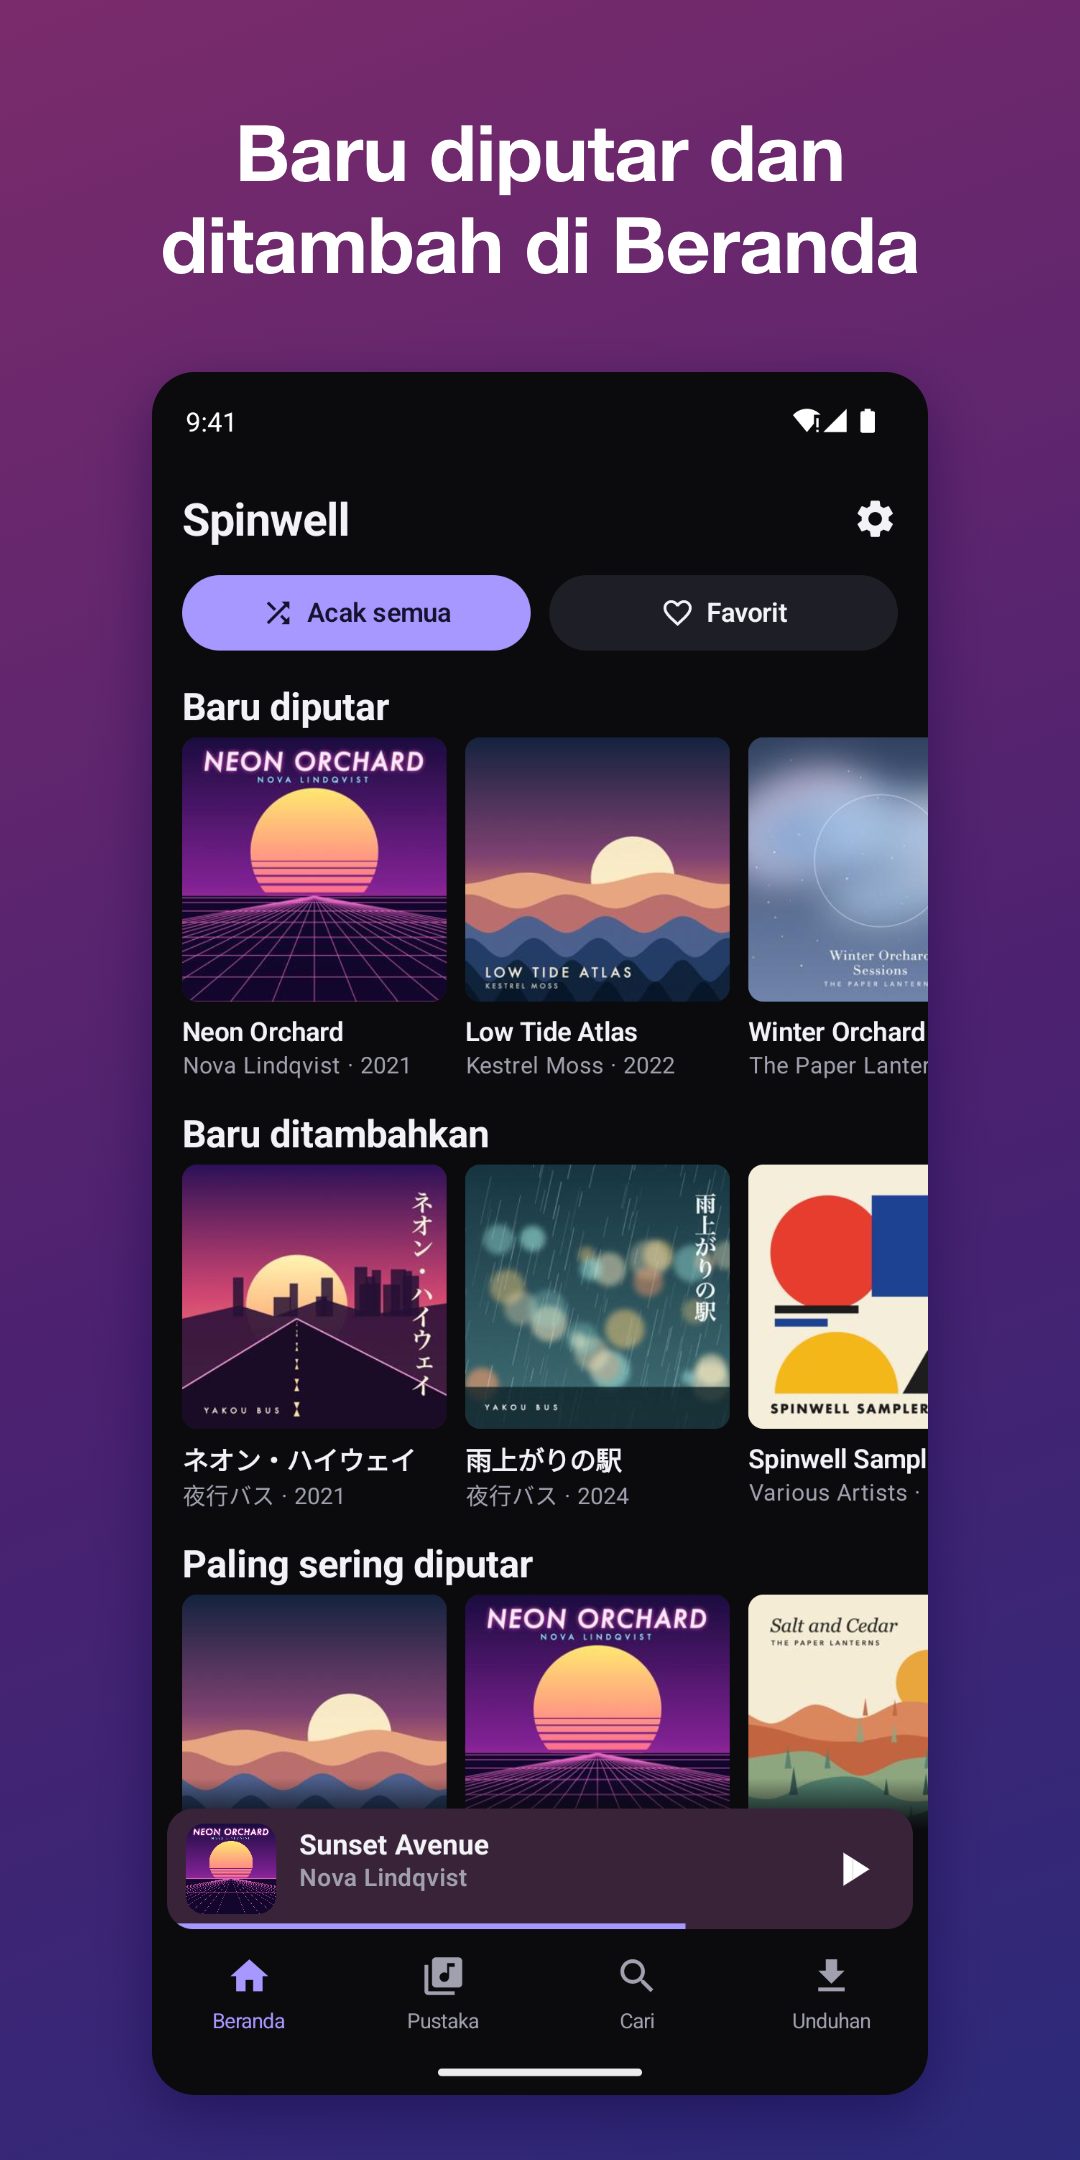 Baru diputar dan
ditambah di Beranda
9:41
Spinwell
Acak semua
Favorit
Baru diputar
NEON ORCHARD
NOVA LINDQVIST
LOW TIDE ATLAS
KESTREL MOSS
Winter Orchard
Sessions
THE PAPER LANTERN
Neon Orchard
Nova Lindqvist · 2021
Low Tide Atlas
Kestrel Moss · 2022
Winter Orchard
The Paper Lanter
Baru ditambahkan
ネオン・ハイウェイ
YAKOU BUS
雨上がりの駅
YAKOU BUS
SPINWELL SAMPLER
ネオン・ハイウェイ
夜行バス · 2021
雨上がりの駅
夜行バス · 2024
Spinwell Sampl
Various Artists ·
Paling sering diputar
NEON ORCHARD
NOVA LINDQVIST
Salt and Cedar
THE PAPER LANTERNS
NEON ORCHARD
Sunset Avenue
Nova Lindqvist
Beranda
Pustaka
Cari
Unduhan